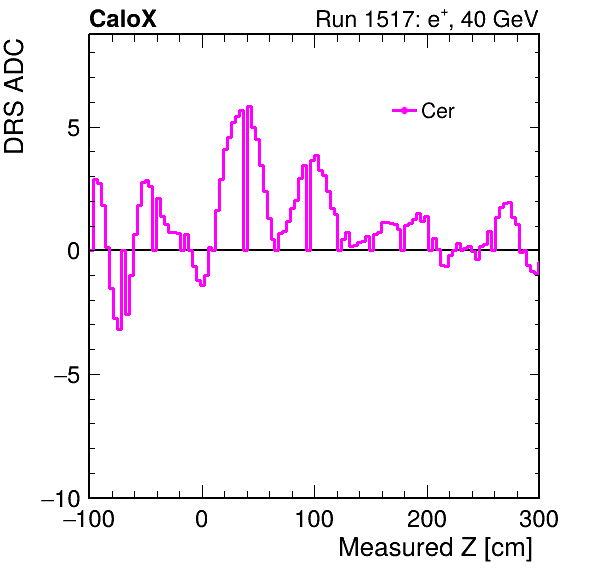 CaloX
Run 1517: e+, 40 GeV
DRS ADC
Cer
5
0
−5
−10
−100 0 100 200 300
Measured Z [cm]